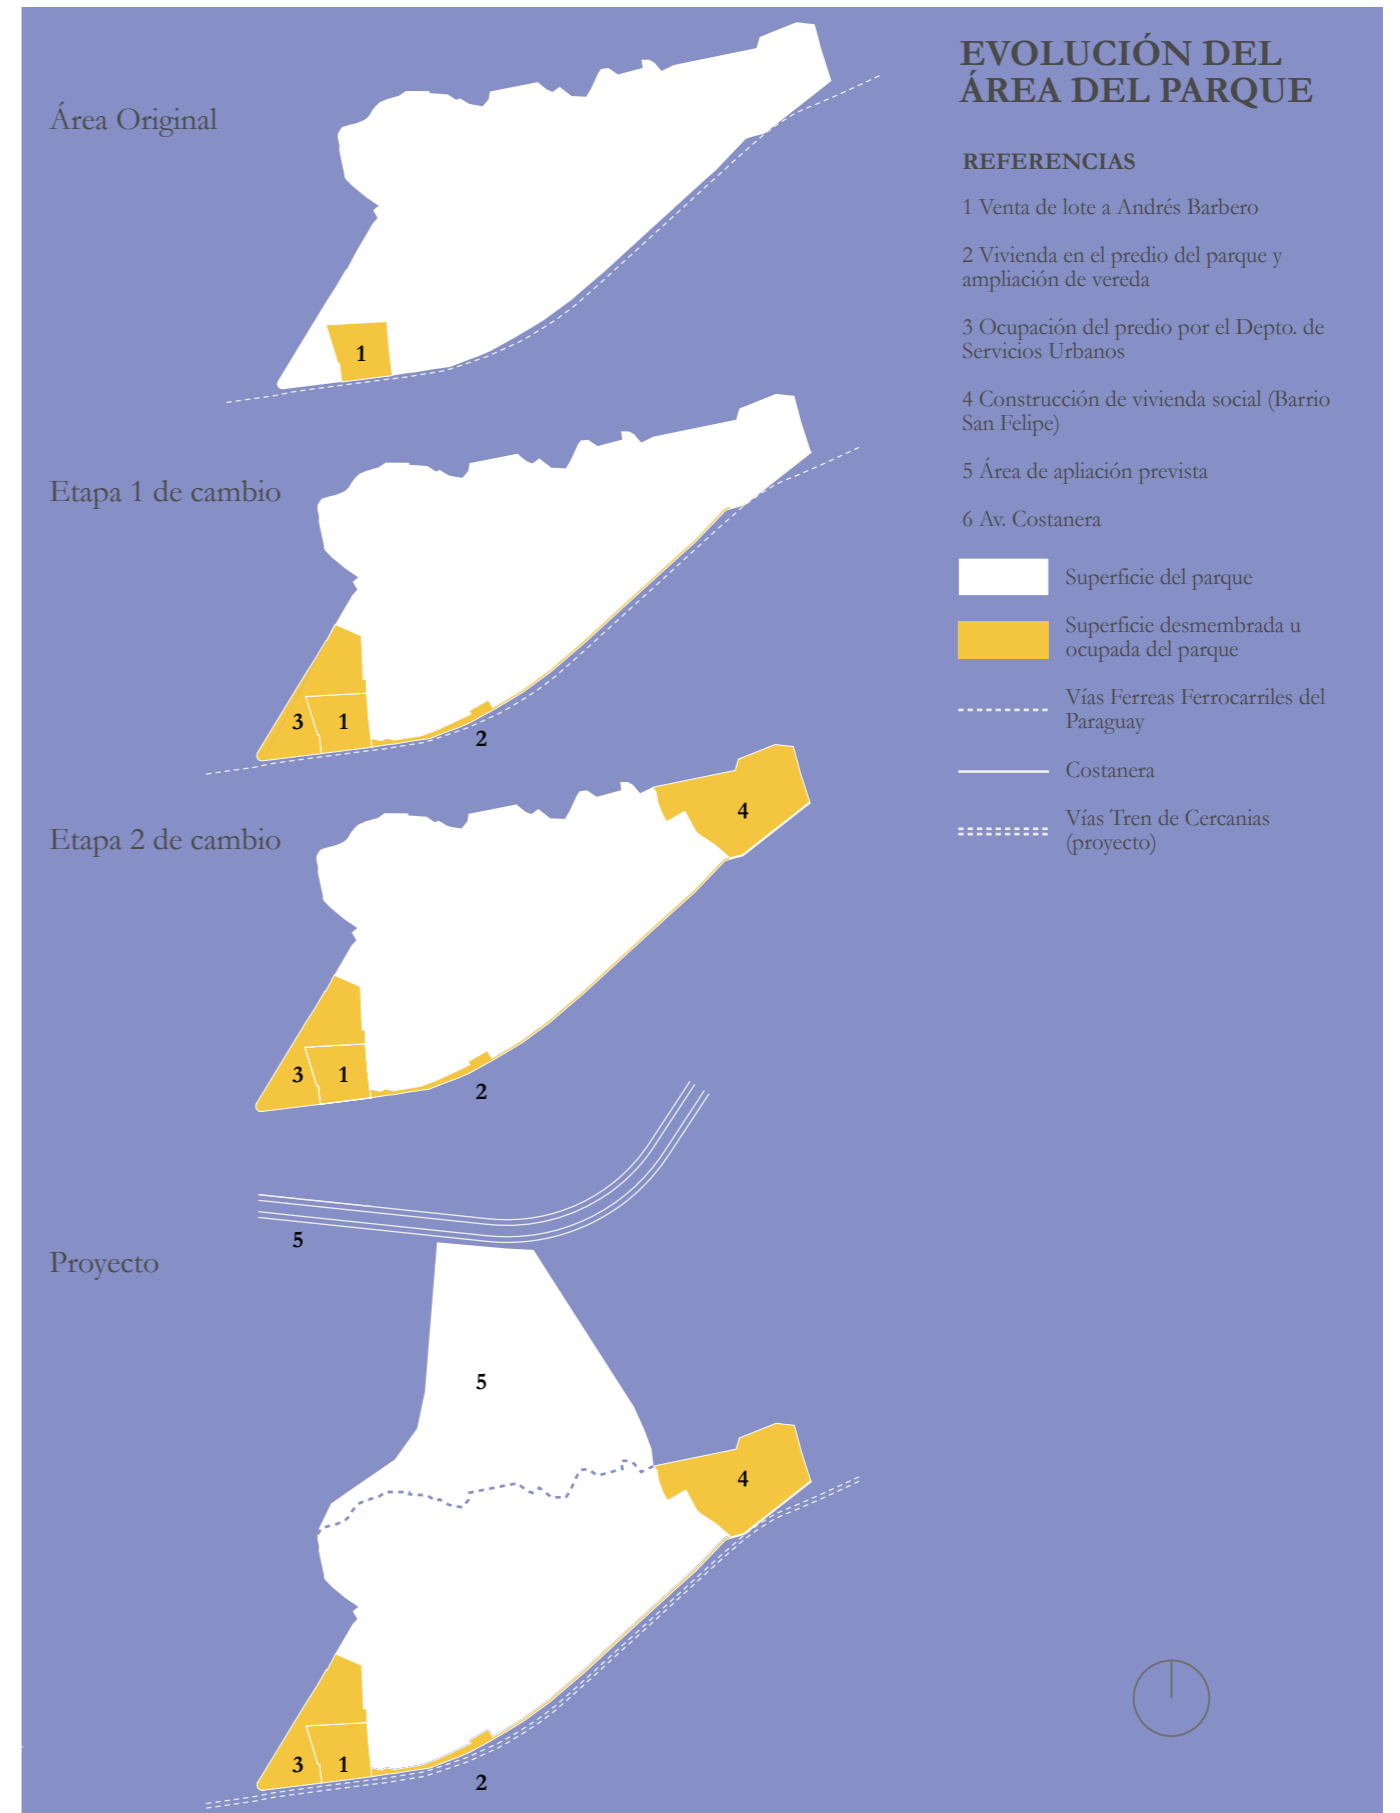 EVOLUCIÓN DEL
ÁREA DEL PARQUE
REFERENCIAS
1 Venta de lote a Andrés Barbero
2 Vivienda en el predio del parque y
ampliación de vereda
3 Ocupación del predio por el Depto. de
Servicios Urbanos
4 Construcción de vivienda social (Barrio
San Felipe)
5 Área de apliación prevista
6 Av. Costanera
Superficie del parque
Superficie desmembrada u
ocupada del parque
Vías Ferreas Ferrocarriles del
Paraguay
Costanera
Vías Tren de Cercanias
(proyecto)
Área Original
1
Etapa 1 de cambio
3
1
2
Etapa 2 de cambio
4
3
1
2
Proyecto
5
5
4
3
1
2